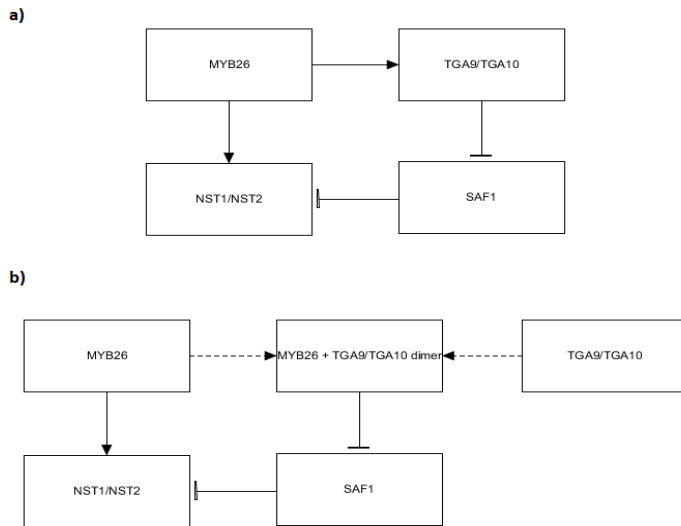 a)
MYB26
TGA9/TGA10
NST1/NST2
SAF1
b)
MYB26
MYB26 + TGA9/TGA10 dimer
TGA9/TGA10
NST1/NST2
SAF1